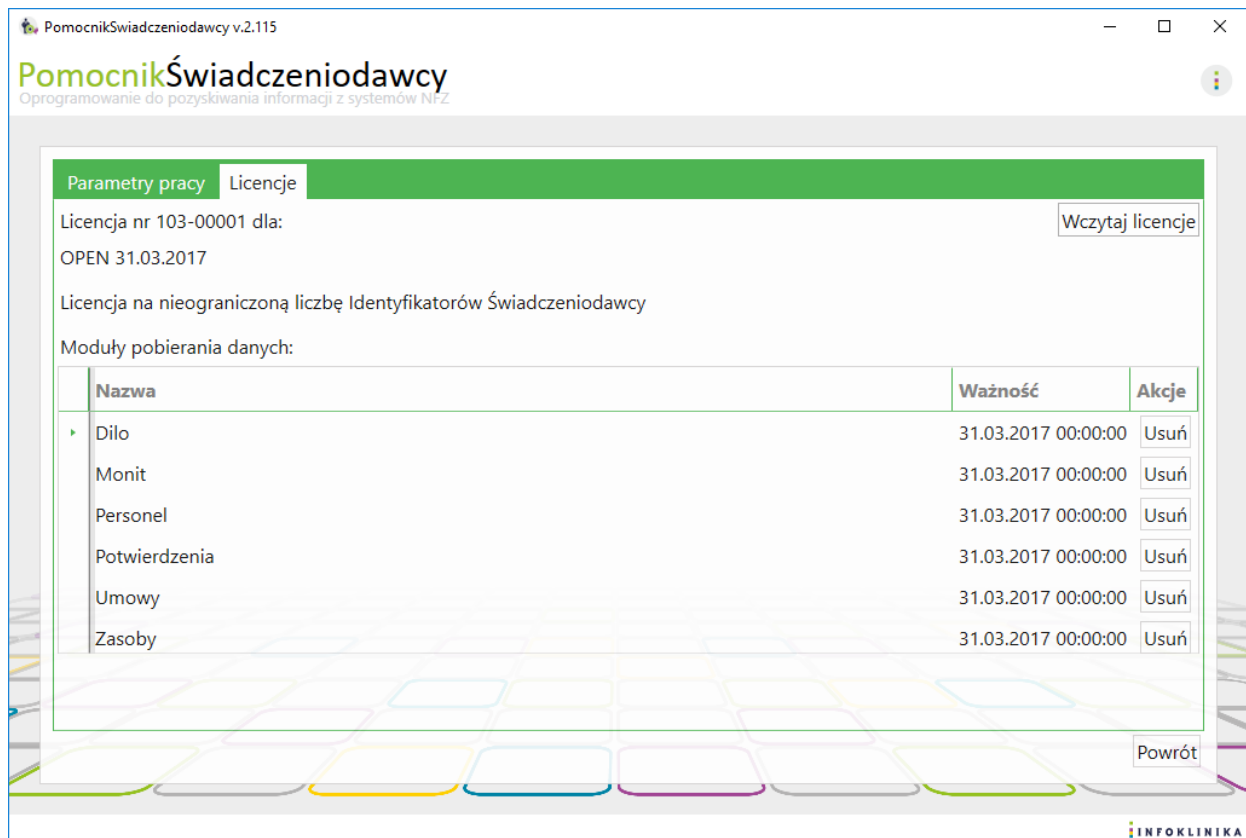 PomocnikSwiadczeniodawcy v.2.115
PomocnikŚwiadczeniodawcy
Oprogramowanie do pozyskiwania informacji z systemów NFZ
Parametry pracy Licencje
Licencja nr 103-00001 dla: Wczytaj licencje
OPEN 31.03.2017
Licencja na nieograniczoną liczbę Identyfikatorów Świadczeniodawcy
Moduły pobierania danych:
Nazwa Ważność Akcje
Dilo 31.03.2017 00:00:00 Usuń
Monit 31.03.2017 00:00:00 Usuń
Personel 31.03.2017 00:00:00 Usuń
Potwierdzenia 31.03.2017 00:00:00 Usuń
Umowy 31.03.2017 00:00:00 Usuń
Zasoby 31.03.2017 00:00:00 Usuń
Powrót
INFOKLINIKA